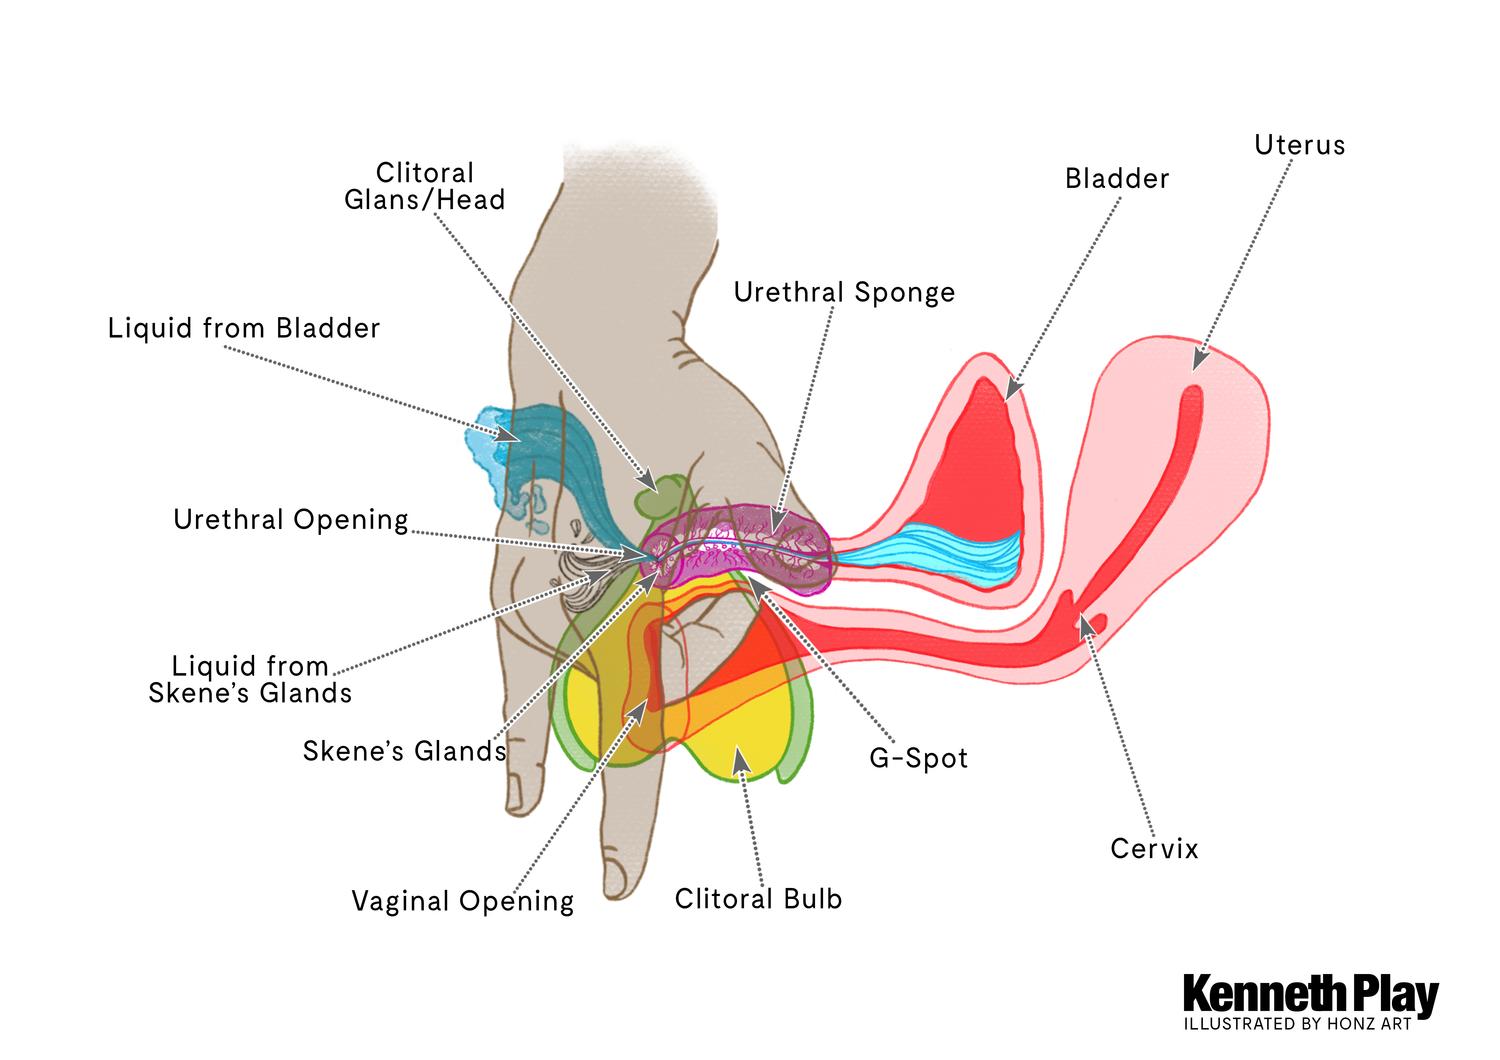 Uterus
Clitoral
Glans/Head
Bladder
Urethral Sponge
Liquid from Bladder
Urethral Opening
Liquid from
Skene's Glands
Skene's Glands
G-Spot
Cervix
Vaginal Opening
Clitoral Bulb
Kenneth Play
ILLUSTRATED BY HONZ ART